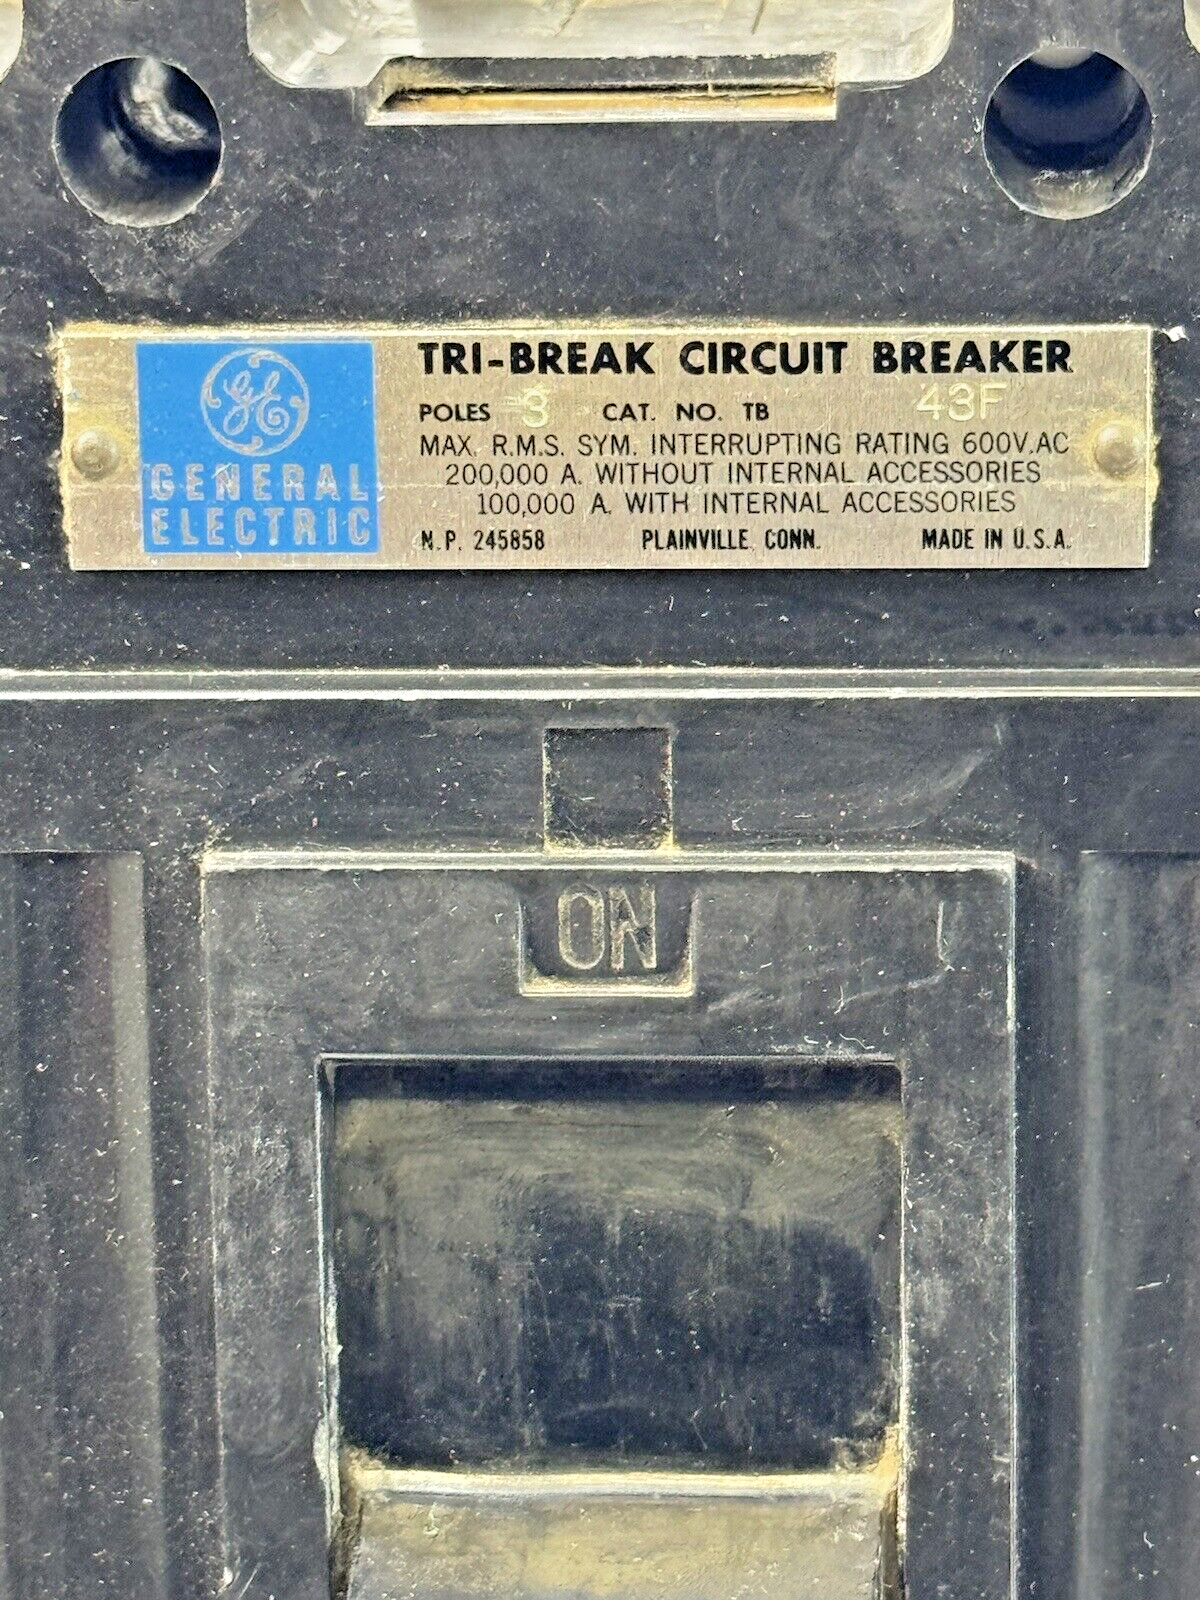 GE
GENERAL
ELECTRIC
TRI-BREAK CIRCUIT BREAKER
POLES 3 CAT. NO. TB 43F
MAX. R.M.S. SYM. INTERRUPTING RATING 600V.AC
200,000 A. WITHOUT INTERNAL ACCESSORIES
100,000 A. WITH INTERNAL ACCESSORIES
N.P. 245858 PLAINVILLE, CONN. MADE IN U.S.A.
ON